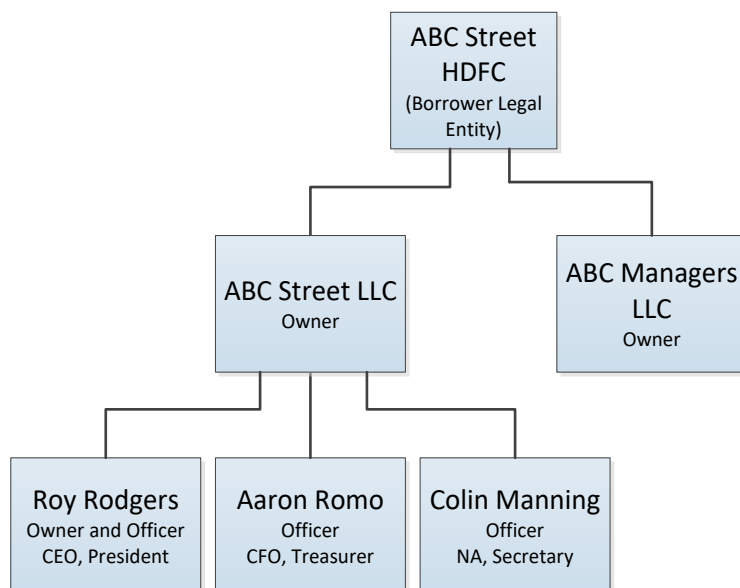 ABC Street
HDFC
(Borrower Legal
Entity)
ABC Street LLC
Owner
ABC Managers
LLC
Owner
Roy Rodgers
Owner and Officer
CEO, President
Aaron Romo
Officer
CFO, Treasurer
Colin Manning
Officer
NA, Secretary